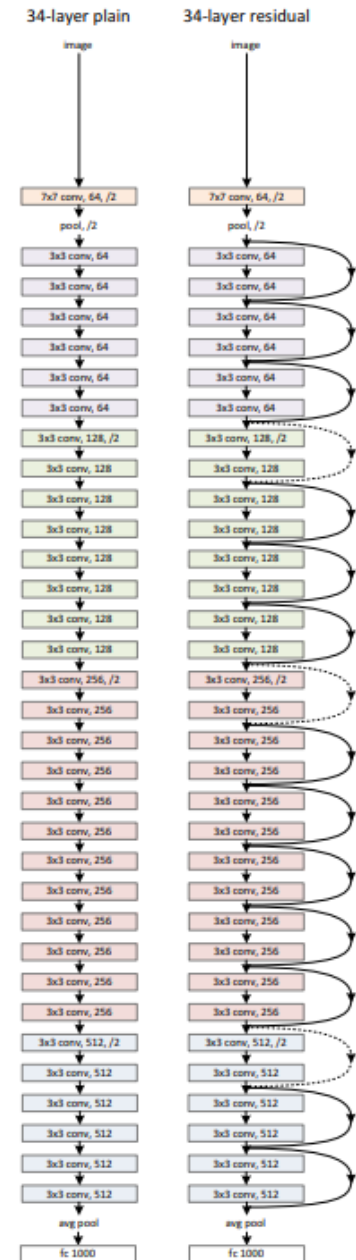 34-layer plain 34-layer residual
image image
7x7 conv, 64, /2 7x7 conv, 64, /2
pool, /2 pool, /2
3x3 conv, 64 3x3 conv, 64
3x3 conv, 64 3x3 conv, 64
3x3 conv, 64 3x3 conv, 64
3x3 conv, 64 3x3 conv, 64
3x3 conv, 64 3x3 conv, 64
3x3 conv, 64 3x3 conv, 64
3x3 conv, 128, /2 3x3 conv, 128, /2
3x3 conv, 128 3x3 conv, 128
3x3 conv, 128 3x3 conv, 128
3x3 conv, 128 3x3 conv, 128
3x3 conv, 128 3x3 conv, 128
3x3 conv, 128 3x3 conv, 128
3x3 conv, 128 3x3 conv, 128
3x3 conv, 128 3x3 conv, 128
3x3 conv, 256, /2 3x3 conv, 256, /2
3x3 conv, 256 3x3 conv, 256
3x3 conv, 256 3x3 conv, 256
3x3 conv, 256 3x3 conv, 256
3x3 conv, 256 3x3 conv, 256
3x3 conv, 256 3x3 conv, 256
3x3 conv, 256 3x3 conv, 256
3x3 conv, 256 3x3 conv, 256
3x3 conv, 256 3x3 conv, 256
3x3 conv, 256 3x3 conv, 256
3x3 conv, 256 3x3 conv, 256
3x3 conv, 256 3x3 conv, 256
3x3 conv, 512, /2 3x3 conv, 512, /2
3x3 conv, 512 3x3 conv, 512
3x3 conv, 512 3x3 conv, 512
3x3 conv, 512 3x3 conv, 512
3x3 conv, 512 3x3 conv, 512
3x3 conv, 512 3x3 conv, 512
avg pool avg pool
fc 1000 fc 1000